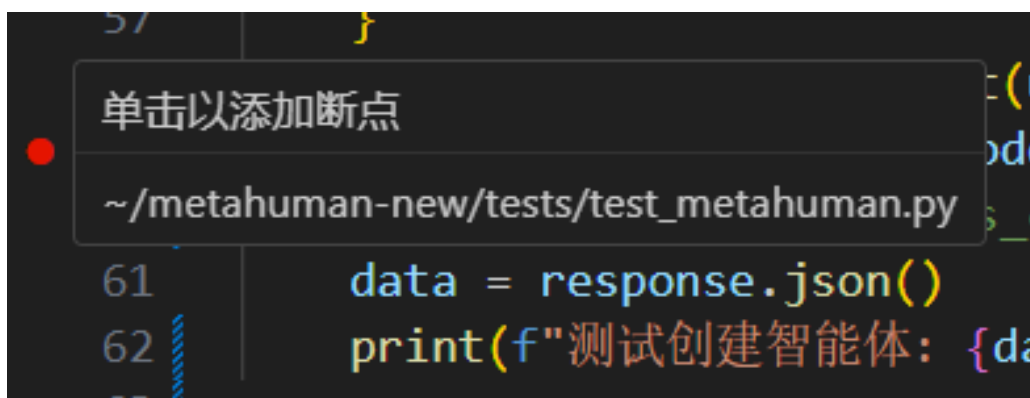 57 }
单击以添加断点
~/metahuman-new/tests/test_metahuman.py
61 data = response.json()
62 print(f"测试创建智能体: {da